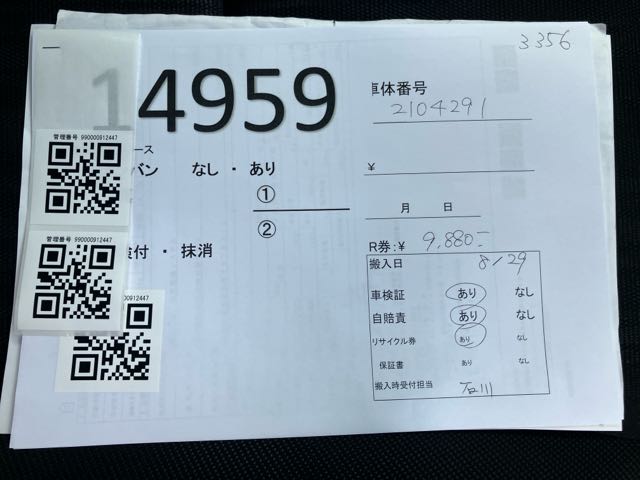 3356
14959
車体番号
2104291
管理番号 990000912447
ース
バン なし ・ あり
¥
①
月 日
②
管理番号 990000912447
付 ・ 抹消
R券:¥ 9,880-
搬入日 8/29
車検証 あり なし
912447
自賠責 あり なし
リサイクル券 あり なし
保証書 あり なし
搬入時受付担当